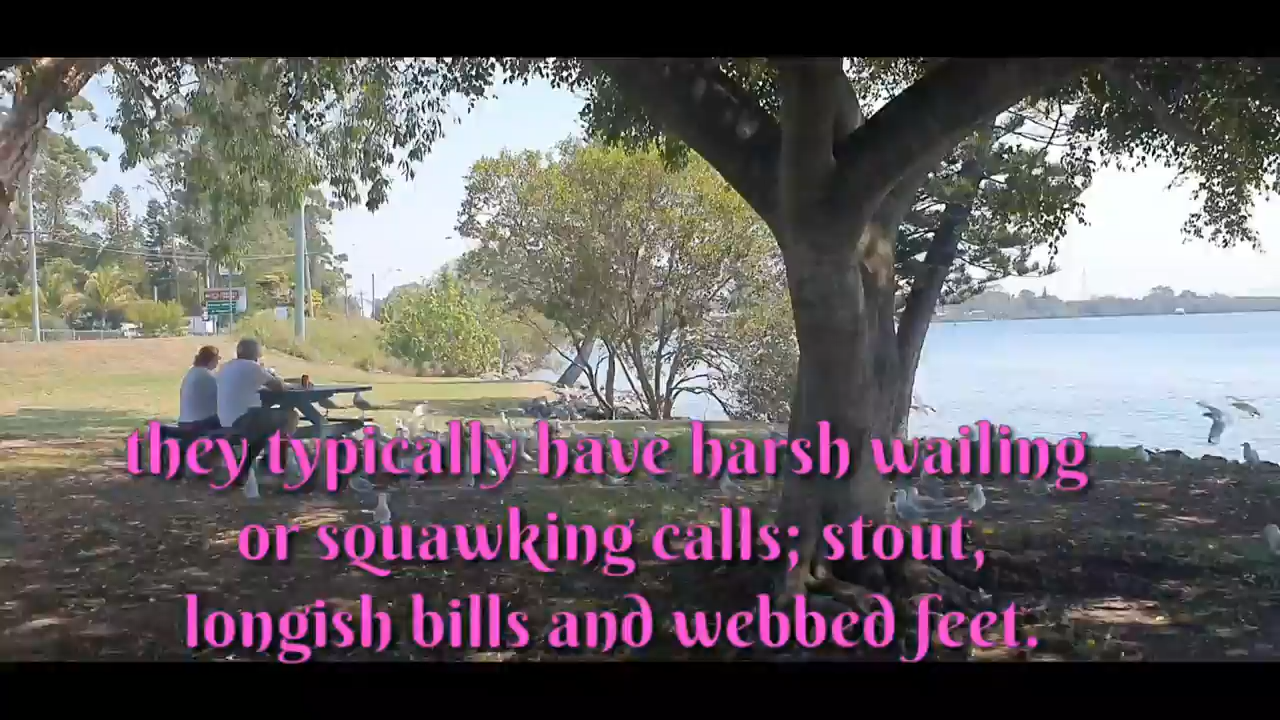 they typically have harsh wailing
or squawking calls; stout,
longish bills and webbed feet.